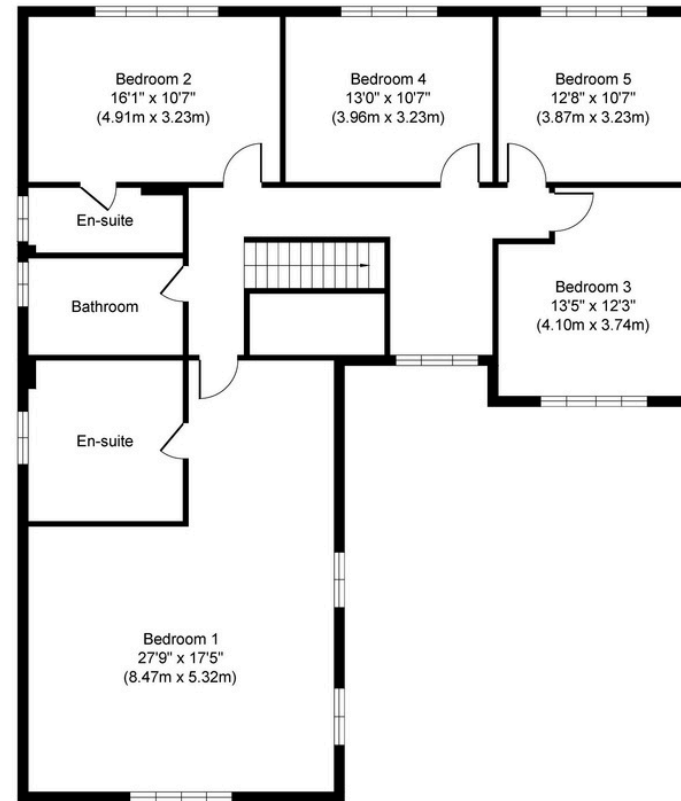 Bedroom 2
16'1" x 10'7"
(4.91m x 3.23m)
Bedroom 4
13'0" x 10'7"
(3.96m x 3.23m)
Bedroom 5
12'8" x 10'7"
(3.87m x 3.23m)
En-suite
Bathroom
Bedroom 3
13'5" x 12'3"
(4.10m x 3.74m)
En-suite
Bedroom 1
27'9" x 17'5"
(8.47m x 5.32m)